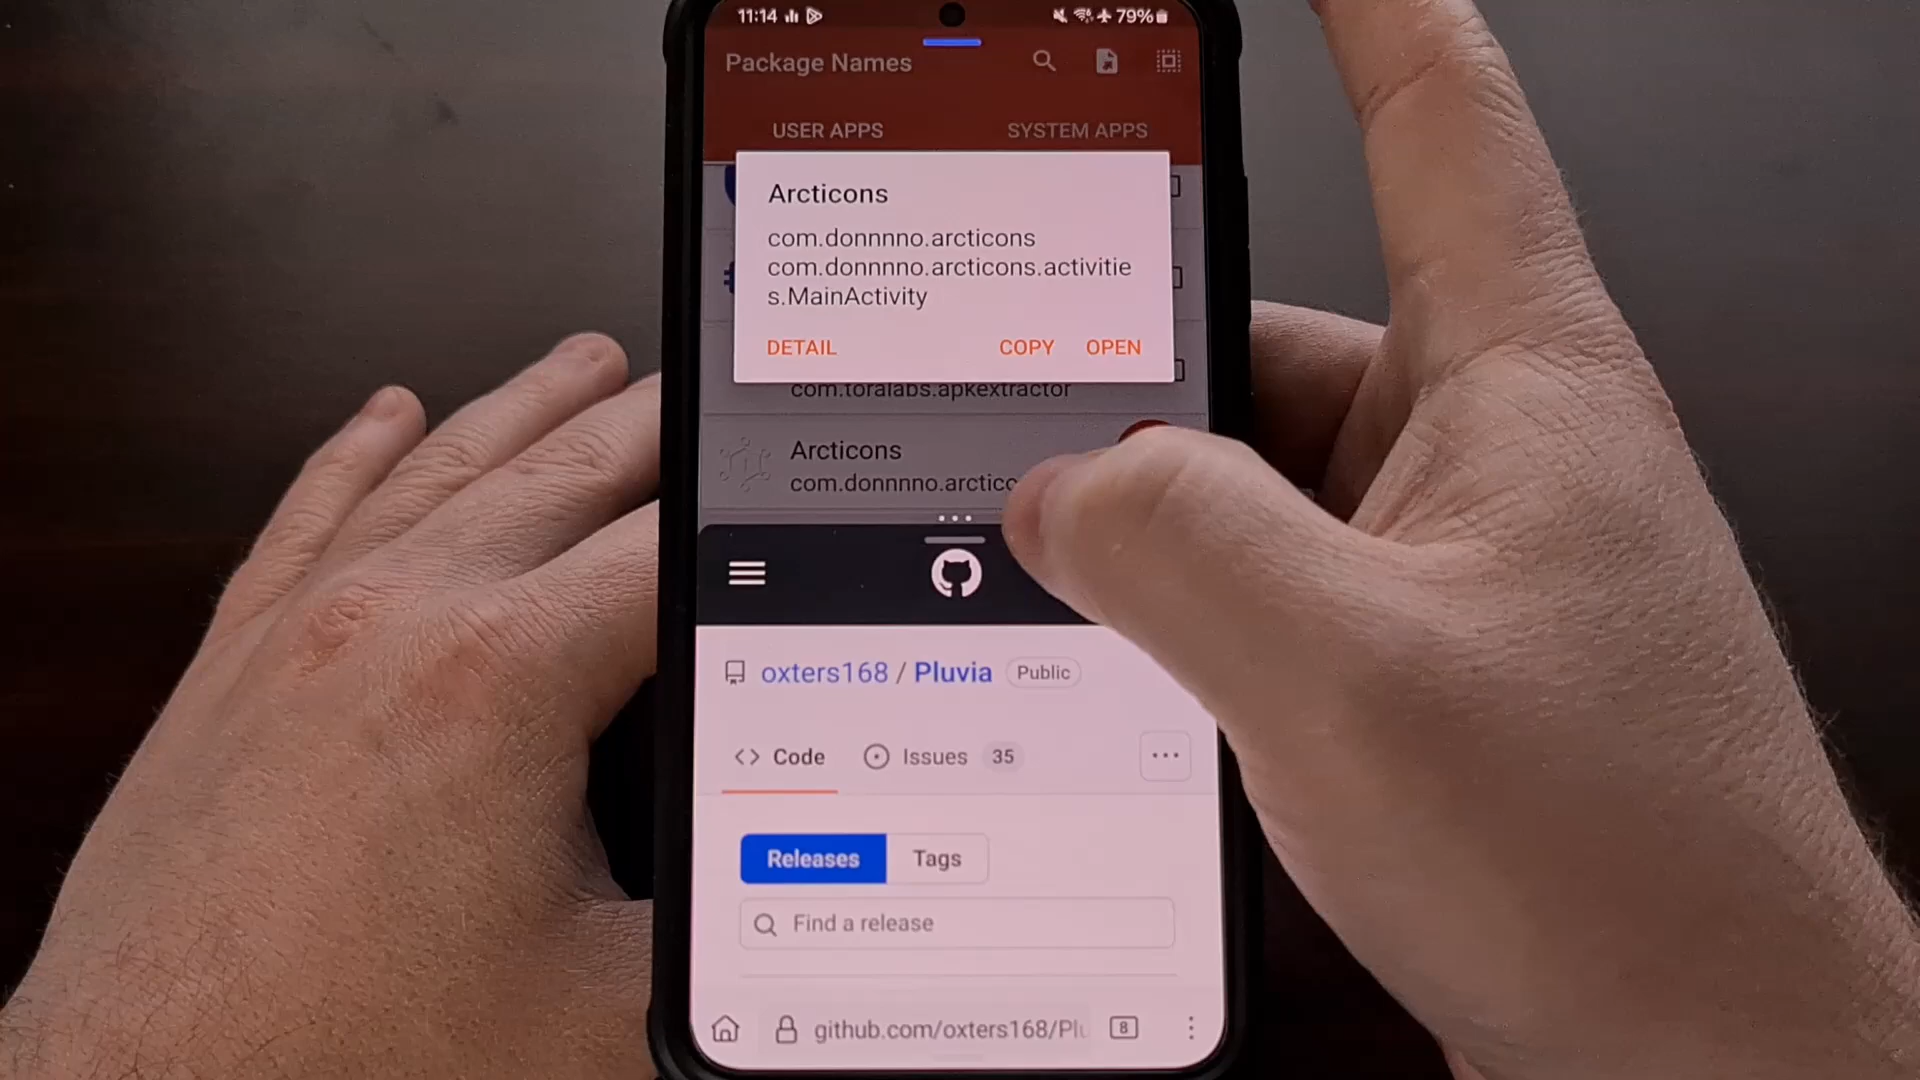 11:14
79%
Package Names
USER APPS
SYSTEM APPS
Arcticons
com.donnnno.arcticons
com.donnnno.arcticons.activitie
s.MainActivity
DETAIL
COPY
OPEN
com.toralabs.apkextractor
Arcticons
com.donnnno.arctico
oxters168 / Pluvia
Public
Code
Issues 35
Releases
Tags
Find a release
github.com/oxters168/Plu
8